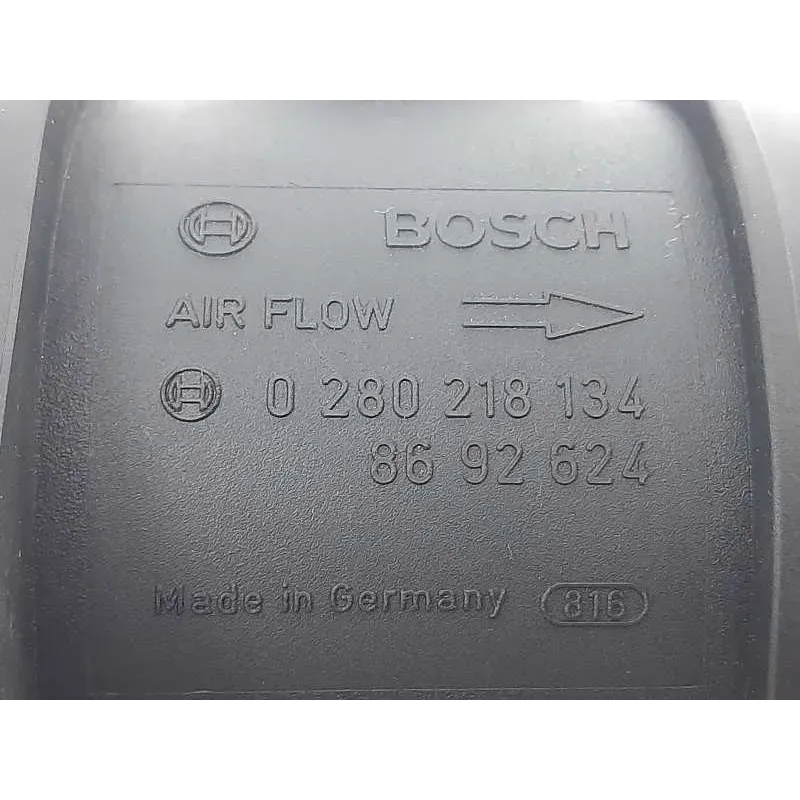 BOSCH
AIR FLOW
0 280 218 134
86 92 624
Made in Germany 816